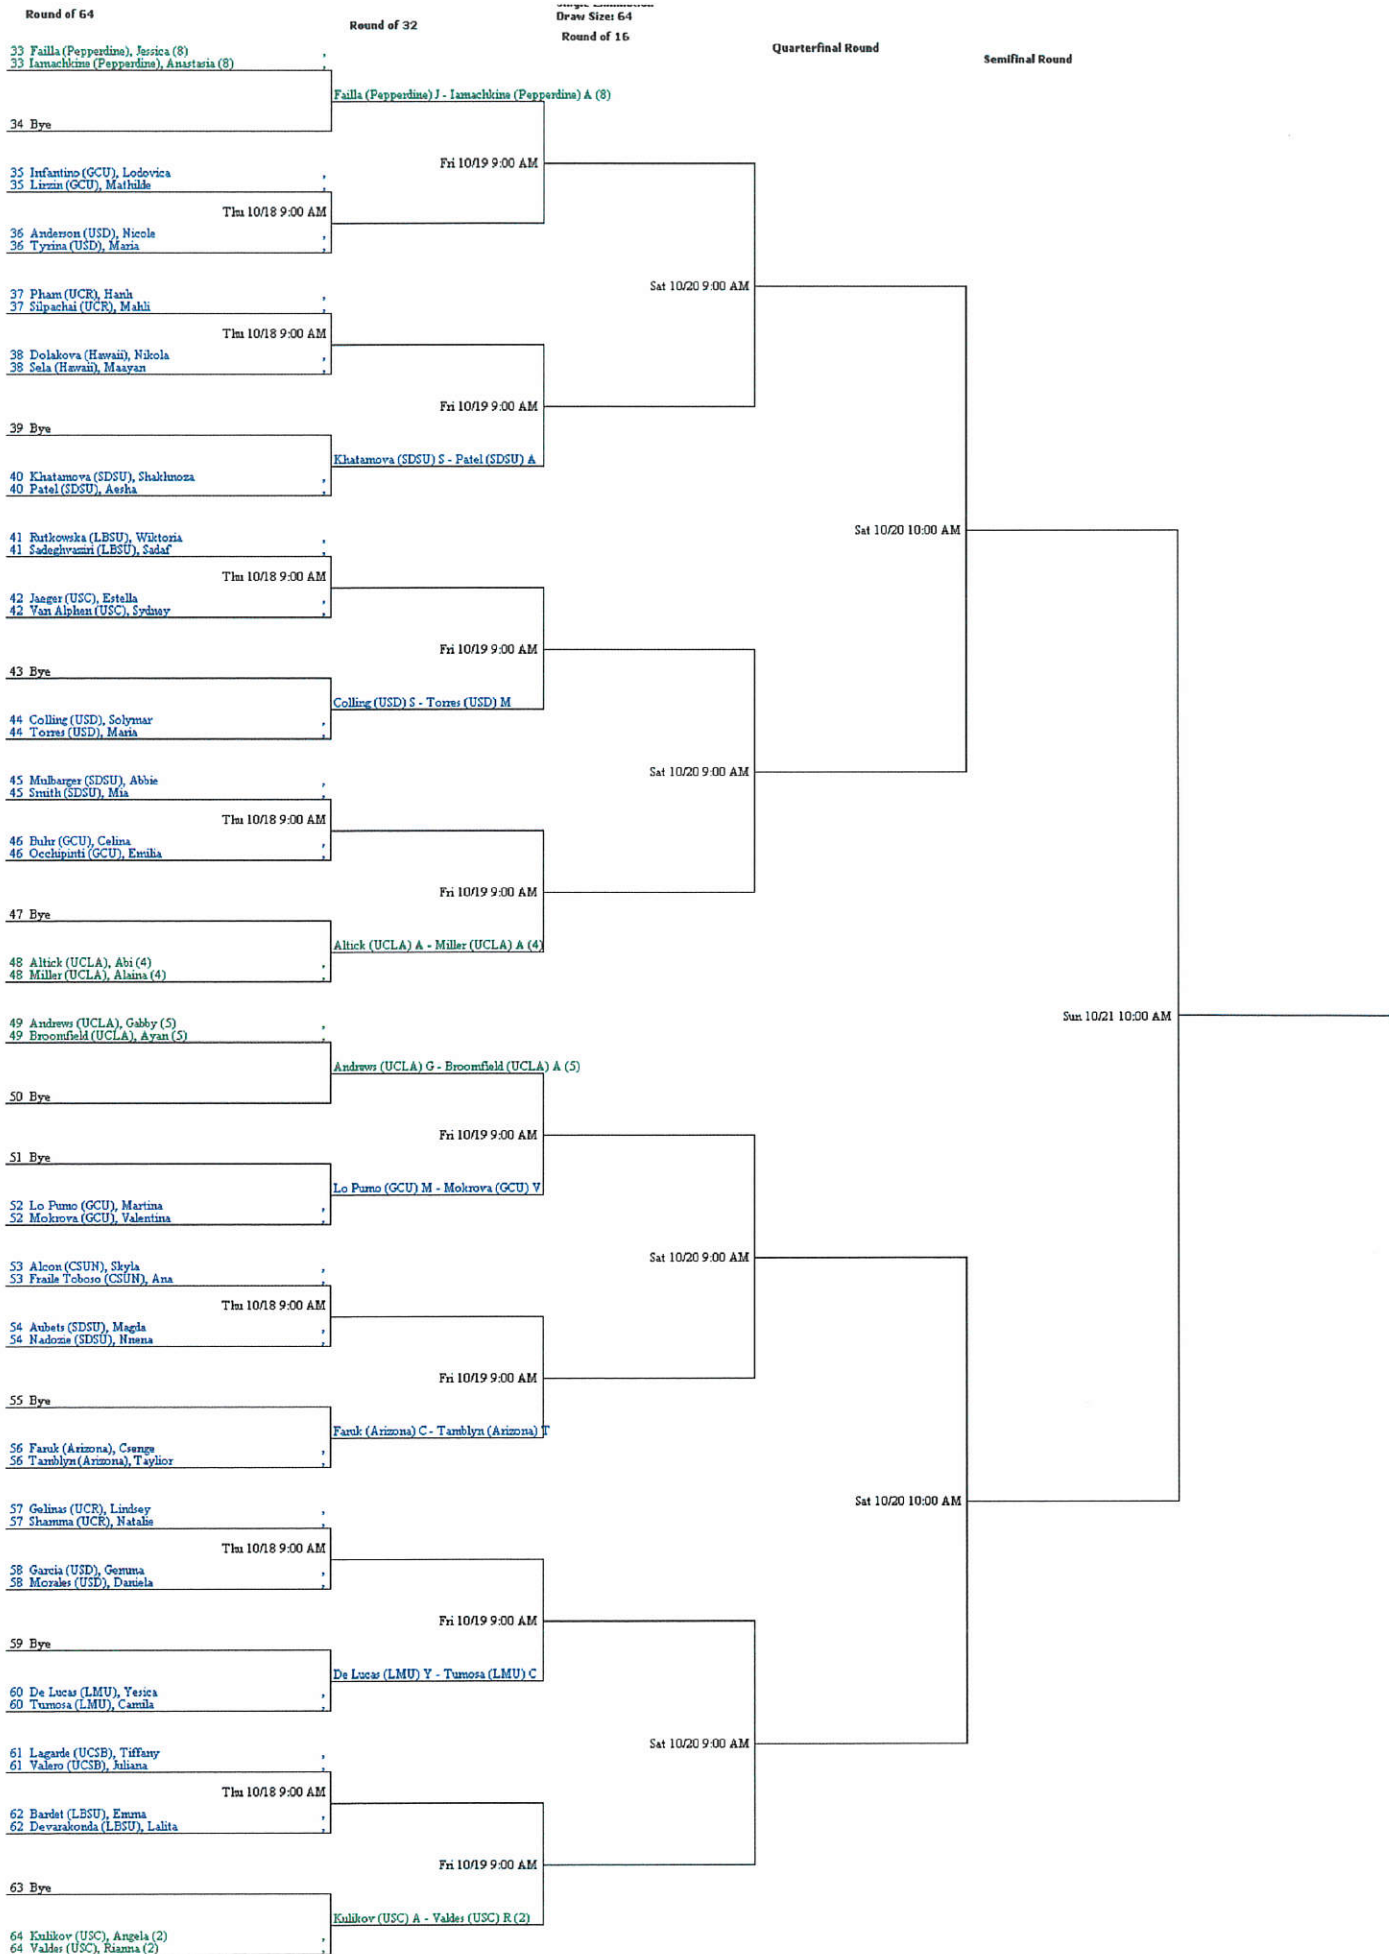 Round of 64
Round of 32
Draw Size: 64
Round of 16
Quarterfinal Round
Semifinal Round
33 Failla (Pepperdine), Jessica (8) ,
33 Iamachkine (Pepperdine), Anastasia (8) ,
Failla (Pepperdine) J - Iamachkine (Pepperdine) A (8)
34 Bye
Fri 10/19 9:00 AM
35 Infantino (GCU), Lodovica ,
35 Lirzin (GCU), Mathilde ,
Thu 10/18 9:00 AM
36 Anderson (USD), Nicole ,
36 Tyrina (USD), Maria ,
Sat 10/20 9:00 AM
37 Pham (UCR), Hanh ,
37 Silpachai (UCR), Mahli ,
Thu 10/18 9:00 AM
38 Dolakova (Hawaii), Nikola ,
38 Sela (Hawaii), Maayan ,
Fri 10/19 9:00 AM
39 Bye
Khatamova (SDSU) S - Patel (SDSU) A
40 Khatamova (SDSU), Shakhnoza ,
40 Patel (SDSU), Aesha ,
Sat 10/20 10:00 AM
41 Rutkowska (LBSU), Wiktoria ,
41 Sadeghvaziri (LBSU), Sadaf ,
Thu 10/18 9:00 AM
42 Jaeger (USC), Estella ,
42 Van Alphen (USC), Sydney ,
Fri 10/19 9:00 AM
43 Bye
Colling (USD) S - Torres (USD) M
44 Colling (USD), Solymar ,
44 Torres (USD), Maria ,
Sat 10/20 9:00 AM
45 Mulbarger (SDSU), Abbie ,
45 Smith (SDSU), Mia ,
Thu 10/18 9:00 AM
46 Buhr (GCU), Celina ,
46 Occhipinti (GCU), Emilia ,
Fri 10/19 9:00 AM
47 Bye
Altick (UCLA) A - Miller (UCLA) A (4)
48 Altick (UCLA), Abi (4) ,
48 Miller (UCLA), Alaina (4) ,
Sun 10/21 10:00 AM
49 Andrews (UCLA), Gabby (5) ,
49 Broomfield (UCLA), Ayan (5) ,
Andrews (UCLA) G - Broomfield (UCLA) A (5)
50 Bye
Fri 10/19 9:00 AM
51 Bye
Lo Pumo (GCU) M - Mokrova (GCU) V
52 Lo Pumo (GCU), Martina ,
52 Mokrova (GCU), Valentina ,
Sat 10/20 9:00 AM
53 Alcon (CSUN), Skyla ,
53 Fraile Toboso (CSUN), Ana ,
Thu 10/18 9:00 AM
54 Aubets (SDSU), Magda ,
54 Nadozie (SDSU), Nnena ,
Fri 10/19 9:00 AM
55 Bye
Faruk (Arizona) C - Tamblyn (Arizona) T
56 Faruk (Arizona), Csenge ,
56 Tamblyn (Arizona), Taylior ,
Sat 10/20 10:00 AM
57 Gelinas (UCR), Lindsey ,
57 Shamma (UCR), Natalie ,
Thu 10/18 9:00 AM
58 Garcia (USD), Gemma ,
58 Morales (USD), Daniela ,
Fri 10/19 9:00 AM
59 Bye
De Lucas (LMU) Y - Tumosa (LMU) C
60 De Lucas (LMU), Yesica ,
60 Tumosa (LMU), Camila ,
Sat 10/20 9:00 AM
61 Lagarde (UCSB), Tiffany ,
61 Valero (UCSB), Juliana ,
Thu 10/18 9:00 AM
62 Bardet (LBSU), Emma ,
62 Devarakonda (LBSU), Lalita ,
Fri 10/19 9:00 AM
63 Bye
Kulikov (USC) A - Valdes (USC) R (2)
64 Kulikov (USC), Angela (2) ,
64 Valdes (USC), Rianna (2) ,